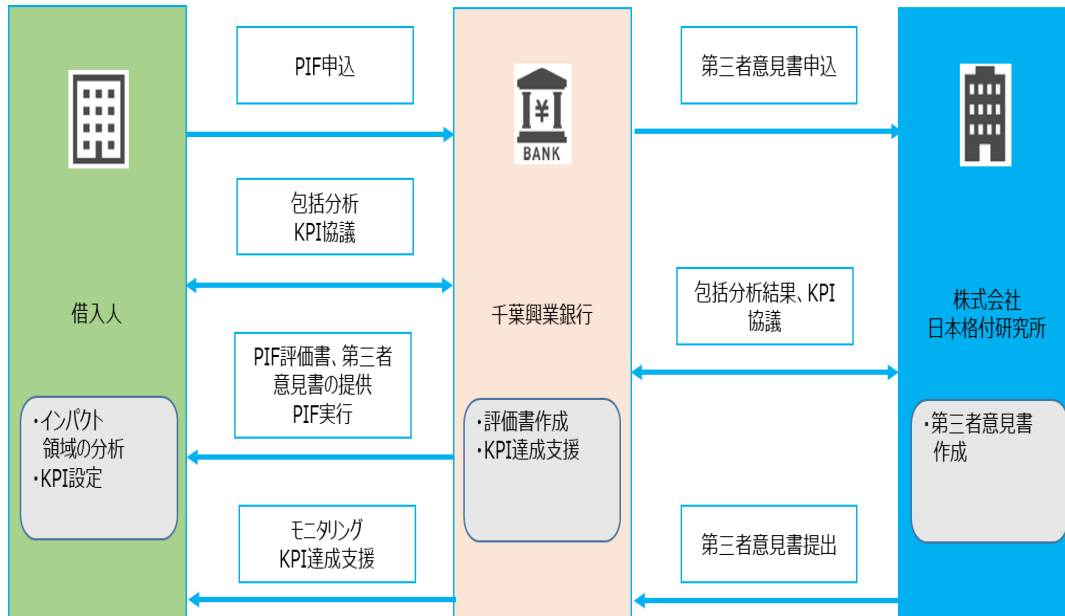 PIF申込
第三者意見書申込
¥
BANK
包括分析
KPI協議
借入人
千葉興業銀行
包括分析結果、KPI
協議
株式会社
日本格付研究所
PIF評価書、第三者
意見書の提供
PIF実行
・インパクト
領域の分析
・KPI設定
・評価書作成
・KPI達成支援
・第三者意見書
作成
モニタリング
KPI達成支援
第三者意見書提出